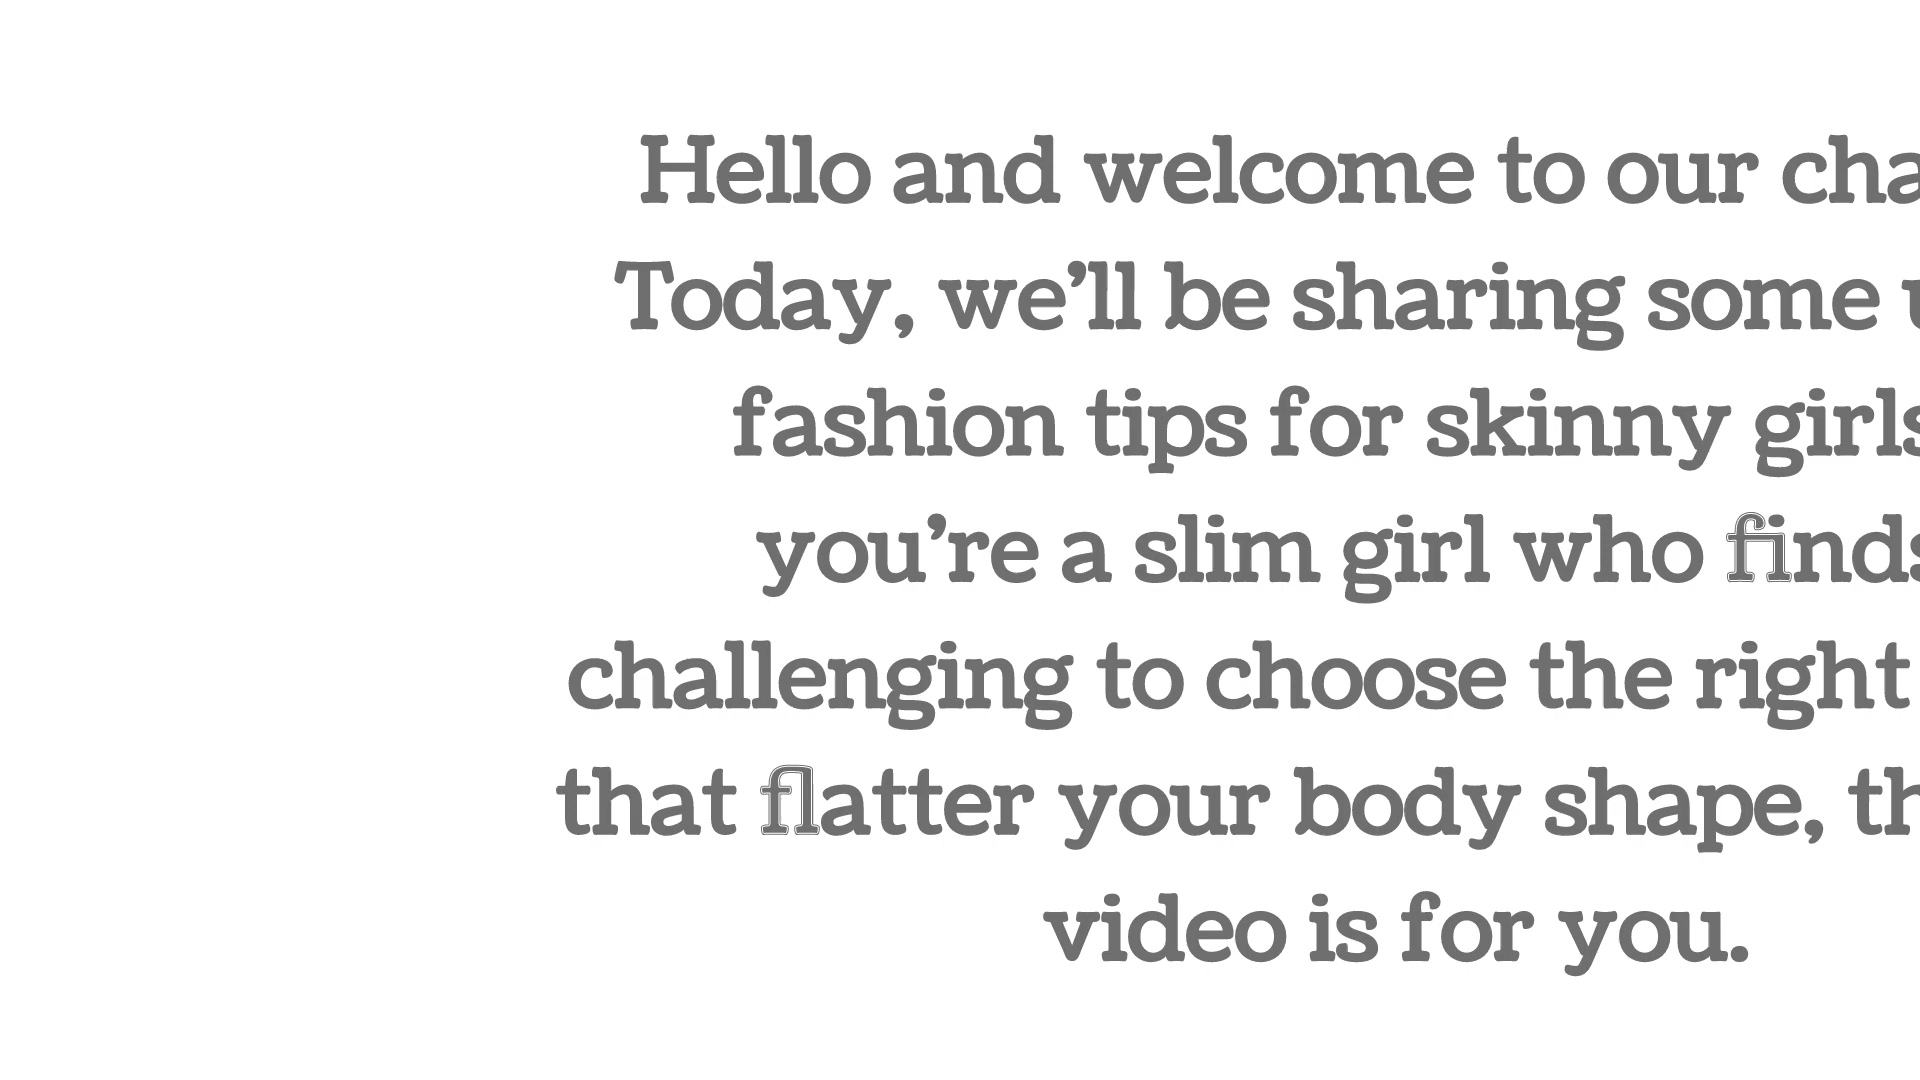 Hello and welcome to our cha
Today, we’ll be sharing some
fashion tips for skinny girls
you’re a slim girl who finds
challenging to choose the right
that flatter your body shape, th
video is for you.